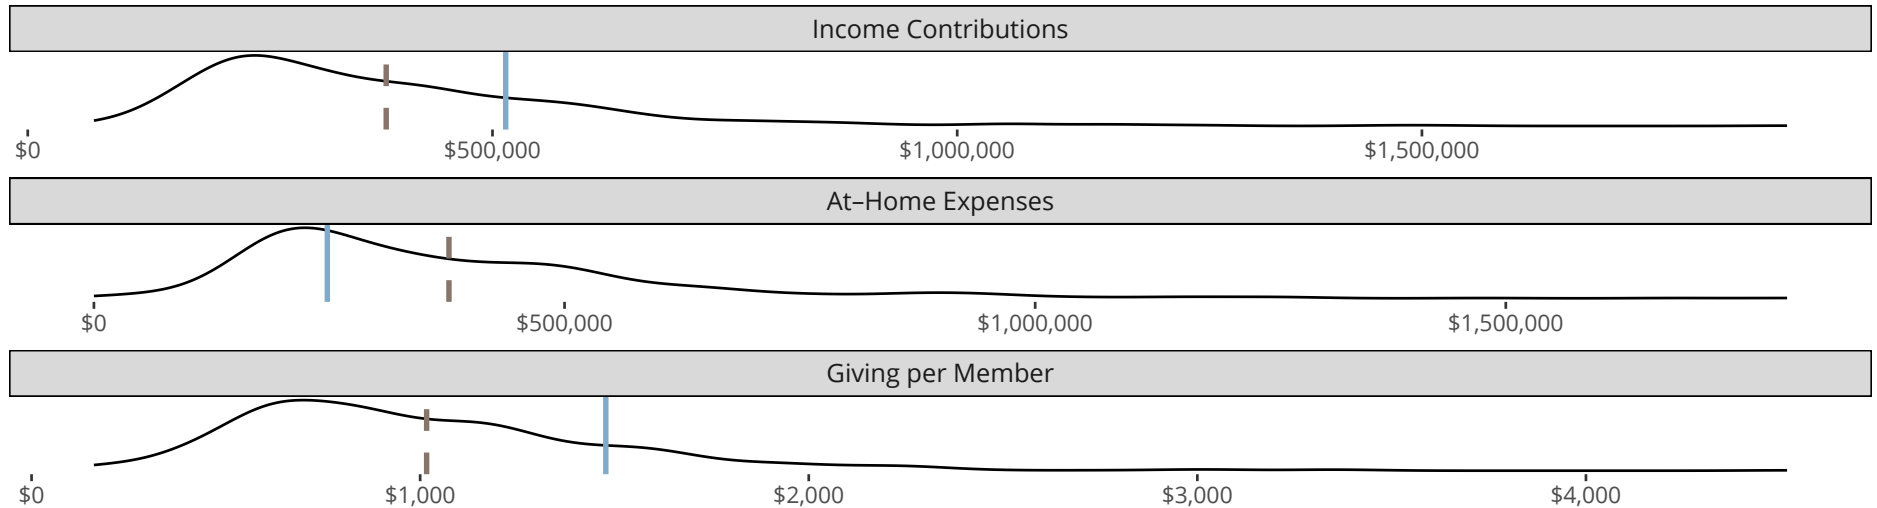 Income Contributions
$0 $500,000 $1,000,000 $1,500,000
At–Home Expenses
$0 $500,000 $1,000,000 $1,500,000
Giving per Member
$0 $1,000 $2,000 $3,000 $4,000